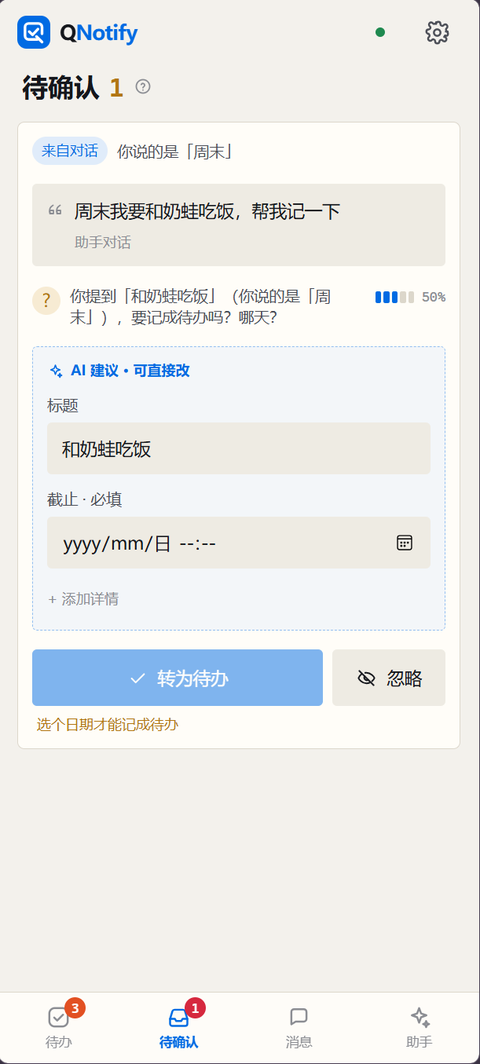 QNotify
待确认 1
来自对话 你说的是「周末」
周末我要和奶蛙吃饭，帮我记一下
助手对话
? 你提到「和奶蛙吃饭」（你说的是「周 50%
末」），要记成待办吗？哪天？
AI 建议 • 可直接改
标题
和奶蛙吃饭
截止 · 必填
yyyy/mm/日 --:--
+ 添加详情
转为待办 忽略
选个日期才能记成待办
3 1
待办 待确认 消息 助手